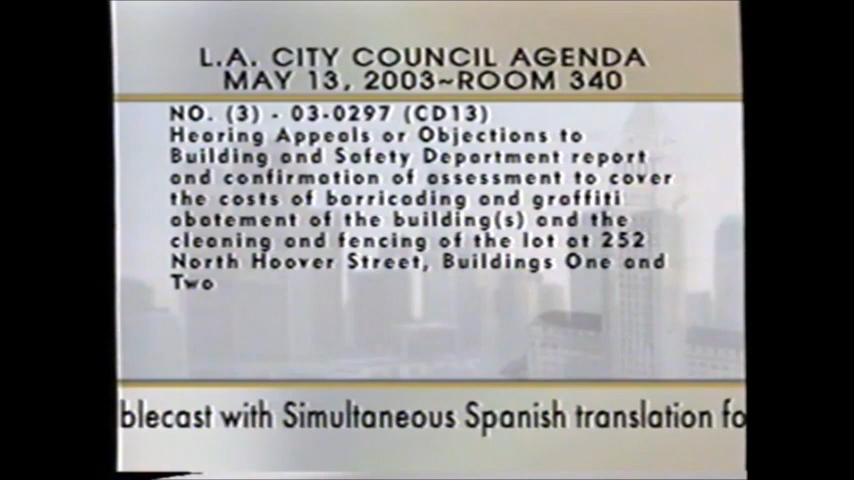 L.A. CITY COUNCIL AGENDA
MAY 13, 2003~ROOM 340
NO. (3) - 03-0297 (CD13)
Hearing Appeals or Objections to
Building and Safety Department report
and confirmation of assessment to cover
the costs of barricading and graffiti
abatement of the building(s) and the
cleaning and fencing of the lot at 252
North Hoover Street, Buildings One and
Two
blecast with Simultaneous Spanish translation fo